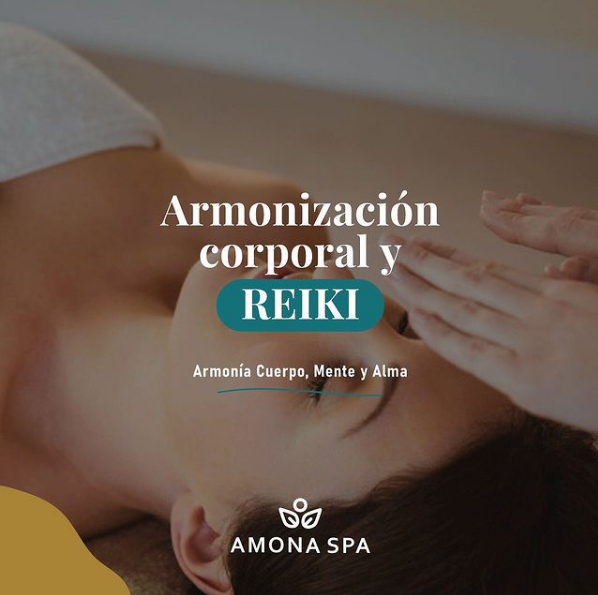 Armonización
corporal y
REIKI
Armonía Cuerpo, Mente y Alma
AMONA SPA